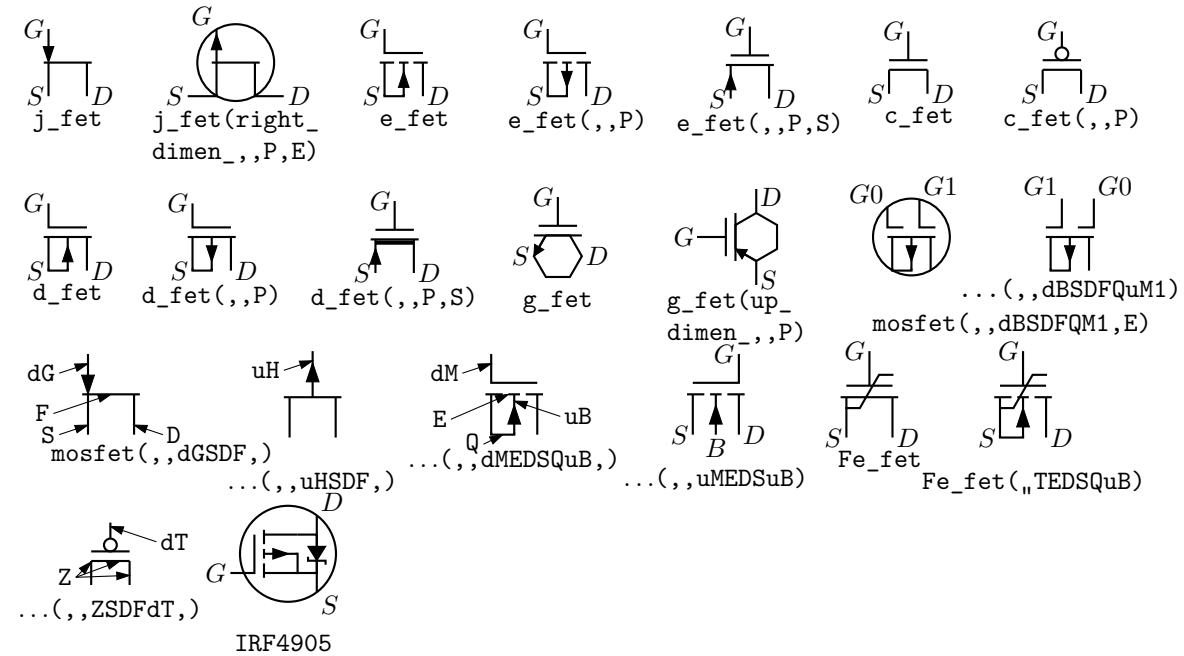 G G G G G G G
S D S D S D S D S D S D S D
j_fet j_fet(right_ e_fet e_fet(,,P) e_fet(,,P,S) c_fet c_fet(,,P)
dimen_,,P,E)
G G G G D G0 G1 G1 G0
G
S D S D S D S D S
d_fet d_fet(,,P) d_fet(,,P,S) g_fet g_fet(up_ ...(,,dBSDFQuM1)
dimen_,,P) mosfet(,,dBSDFQM1,E)
dG uH dM G G G
F E uB
S D Q S B D S D S D
mosfet(,,dGSDF,) ...(,,uHSDF,) ...(,,dMEDSQuB,) ...(,,uMEDSuB) Fe_fet Fe_fet(„TEDSQuB)
D
dT
Z G
...(,,ZSDFdT,) S
IRF4905